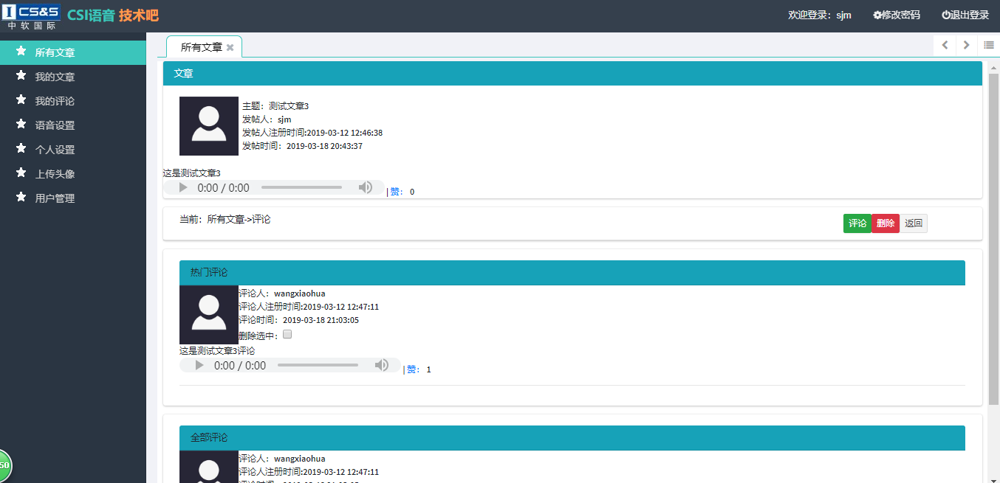 CS&S
中软国际
CSI语音 技术吧
欢迎登录：sjm 修改密码 退出登录
所有文章
我的文章
我的评论
语音设置
个人设置
上传头像
用户管理
50
所有文章
文章
主题：测试文章3
发帖人：sjm
发帖人注册时间:2019-03-12 12:46:38
发帖时间：2019-03-18 20:43:37
这是测试文章3
0:00 / 0:00 | 赞： 0
当前：所有文章->评论 评论 删除 返回
热门评论
评论人：wangxiaohua
评论人注册时间:2019-03-12 12:47:11
评论时间：2019-03-18 21:03:05
删除选中：
这是测试文章3评论
0:00 / 0:00 | 赞： 1
全部评论
评论人：wangxiaohua
评论人注册时间:2019-03-12 12:47:11